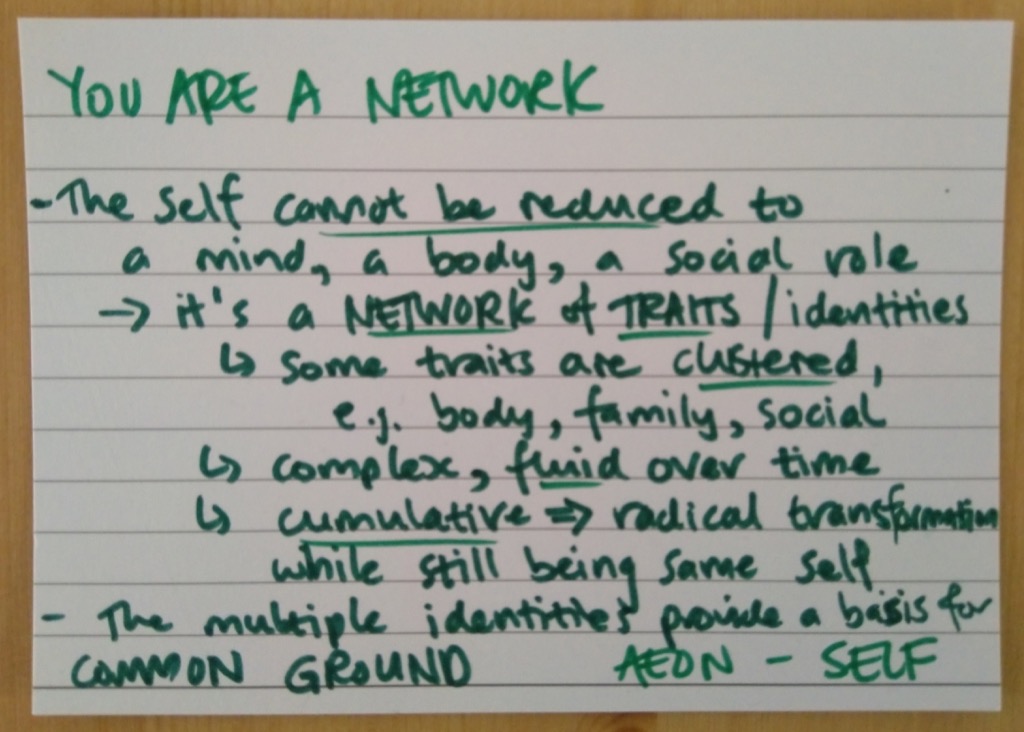 YOU ARE A NETWORK
- The self cannot be reduced to
a mind, a body, a social role
→ it's a NETWORK of TRAITS / identities
↳ some traits are clustered,
e.g. body, family, social
↳ complex, fluid over time
↳ cumulative ⇒ radical transformation
while still being same self
- The multiple identities provide a basis for
COMMON GROUND AEON - SELF